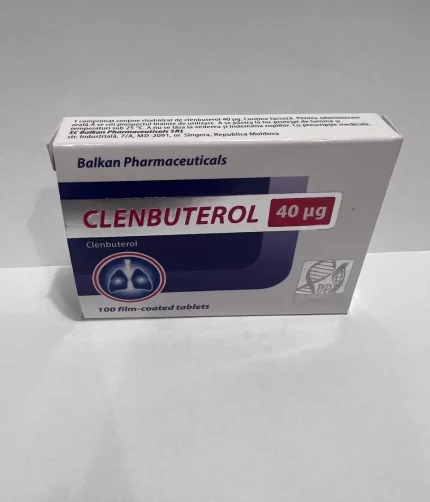 1 comprimat conține clorhidrat de clenbuterol 40 µg. Conține lactoză. Pentru administrare
orală. A se citi prospectul înainte de utilizare. A se păstra la loc protejat de lumină și
temperaturi sub 25 °C. A nu se lăsa la vederea și îndemâna copiilor. Cu prescripție medicală.
SC Balkan Pharmaceuticals SRL
str. Industrială, 7/A, MD-2091, or. Sîngera, Republica Moldova
Balkan Pharmaceuticals
CLENBUTEROL 40 µg
Clenbuterol
100 film-coated tablets